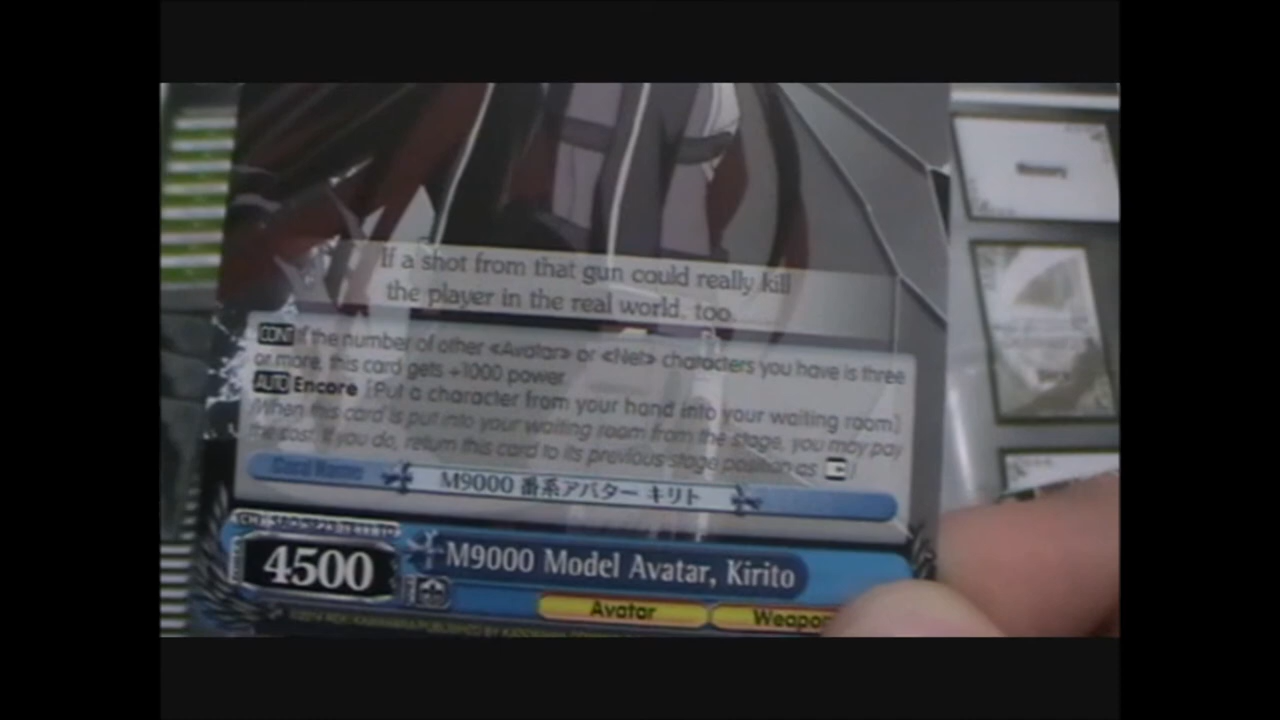 Memory
If a shot from that gun could really kill
the player in the real world, too.
CONT If the number of other «Avatar» or «Net» characters you have is three
or more, this card gets +1000 power.
AUTO Encore [Put a character from your hand into your waiting room]
(When this card is put into your waiting room from the stage, you may pay
the cost. If you do, return this card to its previous stage position as
Card Name
M9000 番系アバター キリト
4500
M9000 Model Avatar, Kirito
Avatar
Weapon